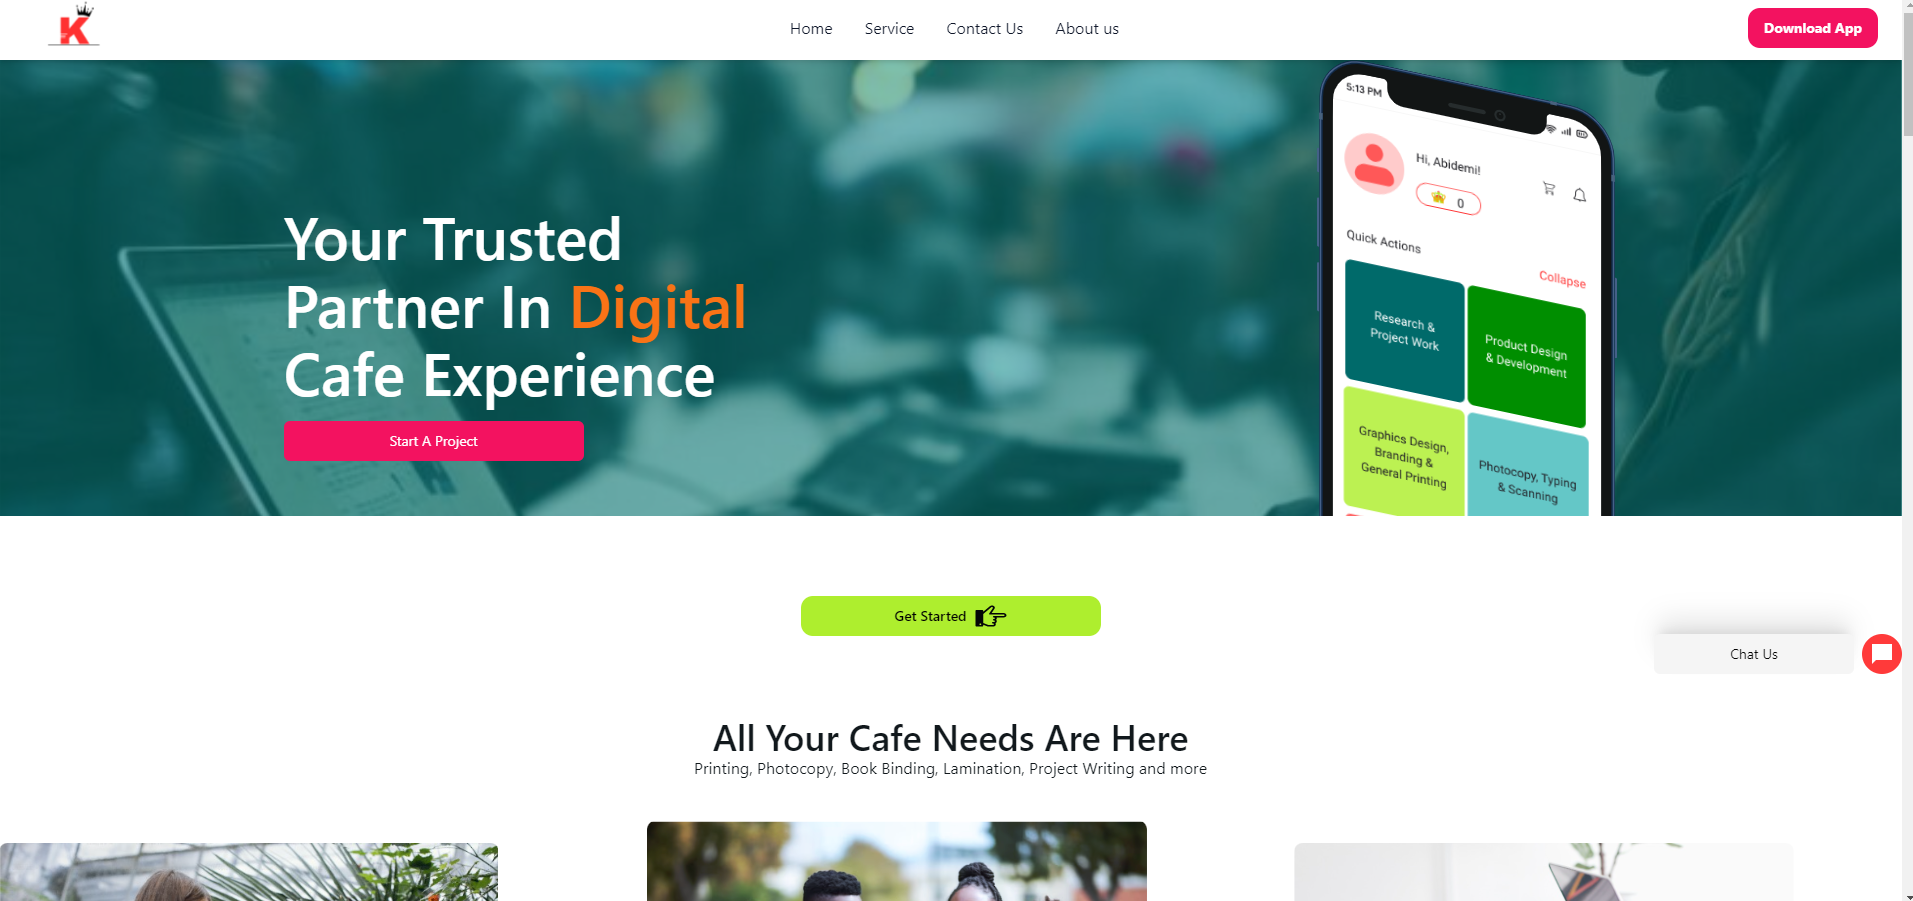 K
Home
Service
Contact Us
About us
Download App
Your Trusted
Partner In Digital
Cafe Experience
Start A Project
5:13 PM
Hi, Abidemi!
0
Quick Actions
Collapse
Research &
Project Work
Product Design
& Development
Graphics Design,
Branding &
General Printing
Photocopy, Typing
& Scanning
Get Started
Chat Us
All Your Cafe Needs Are Here
Printing, Photocopy, Book Binding, Lamination, Project Writing and more